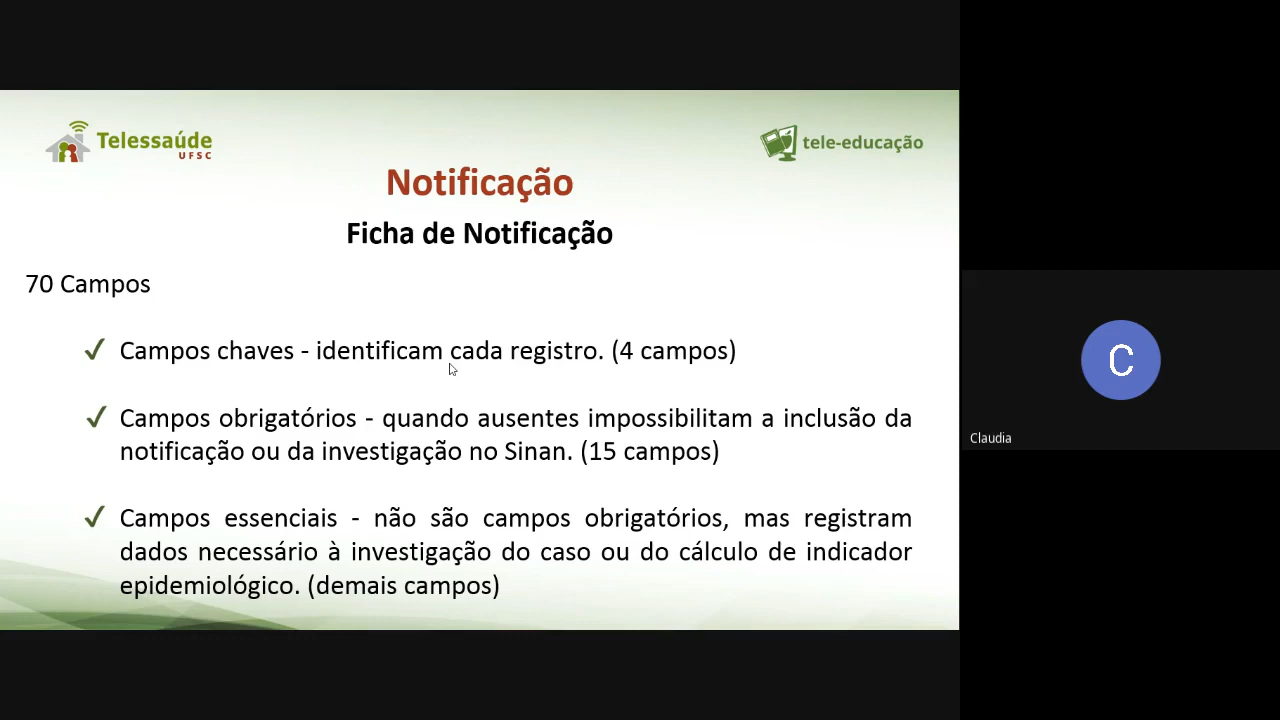 Telessaúde
UFSC
tele-educação
Notificação
Ficha de Notificação
70 Campos
✓ Campos chaves - identificam cada registro. (4 campos)
✓ Campos obrigatórios - quando ausentes impossibilitam a inclusão da
notificação ou da investigação no Sinan. (15 campos)
✓ Campos essenciais - não são campos obrigatórios, mas registram
dados necessário à investigação do caso ou do cálculo de indicador
epidemiológico. (demais campos)
C
Claudia